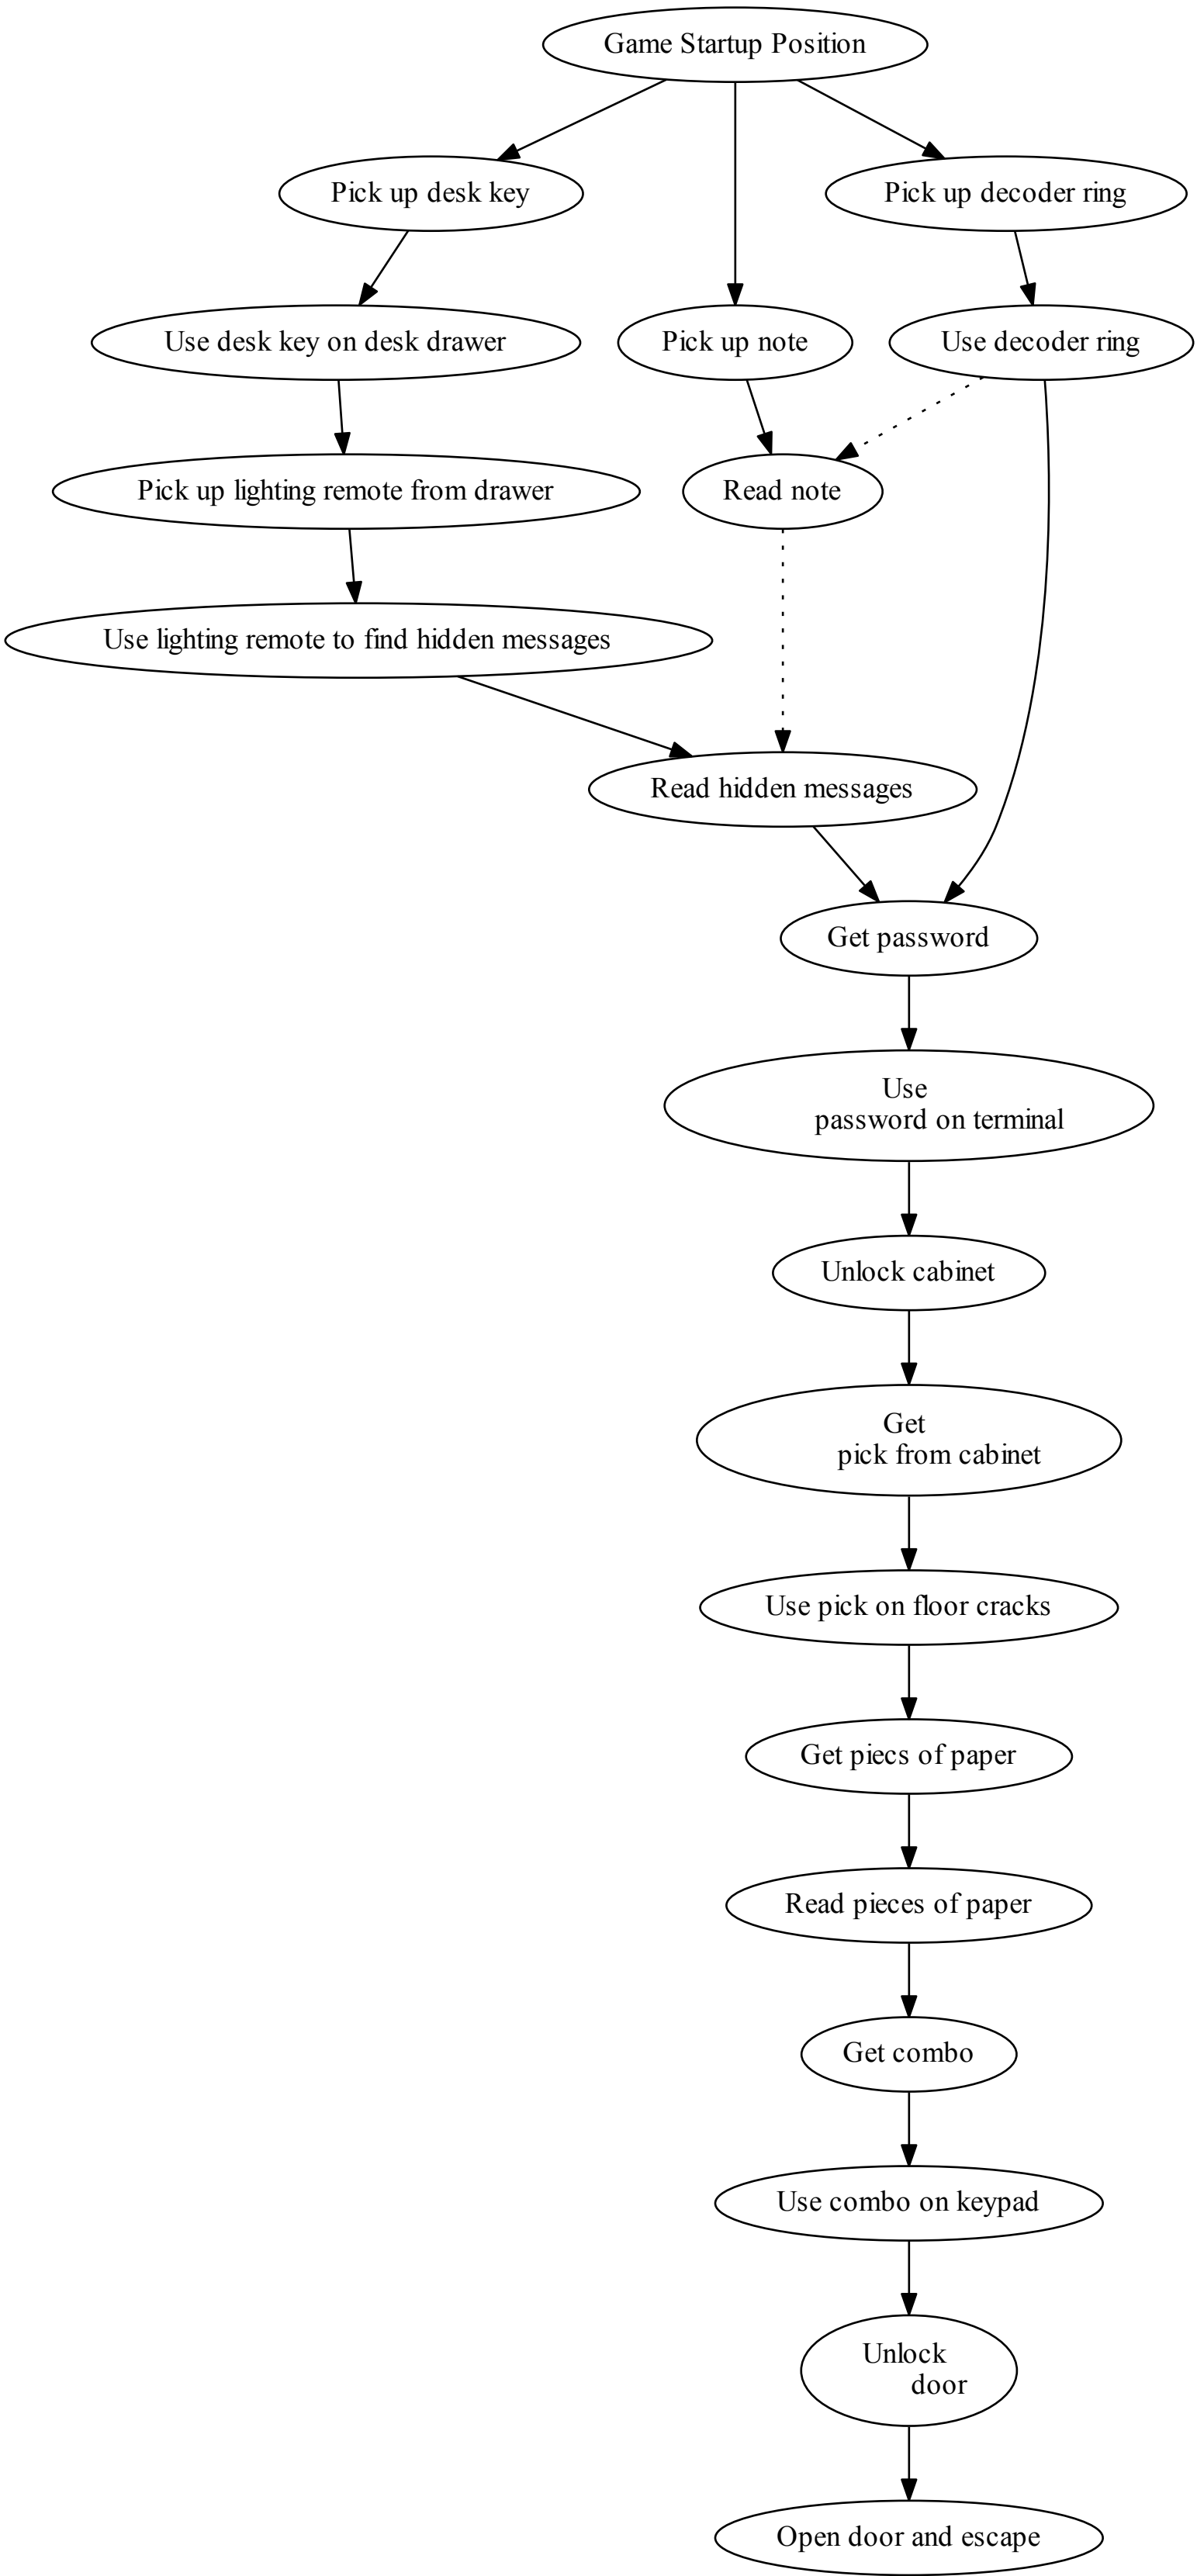 Game Startup Position
Pick up desk key
Pick up decoder ring
Use desk key on desk drawer
Pick up note
Use decoder ring
Pick up lighting remote from drawer
Read note
Use lighting remote to find hidden messages
Read hidden messages
Get password
Use
password on terminal
Unlock cabinet
Get
pick from cabinet
Use pick on floor cracks
Get piecs of paper
Read pieces of paper
Get combo
Use combo on keypad
Unlock
door
Open door and escape